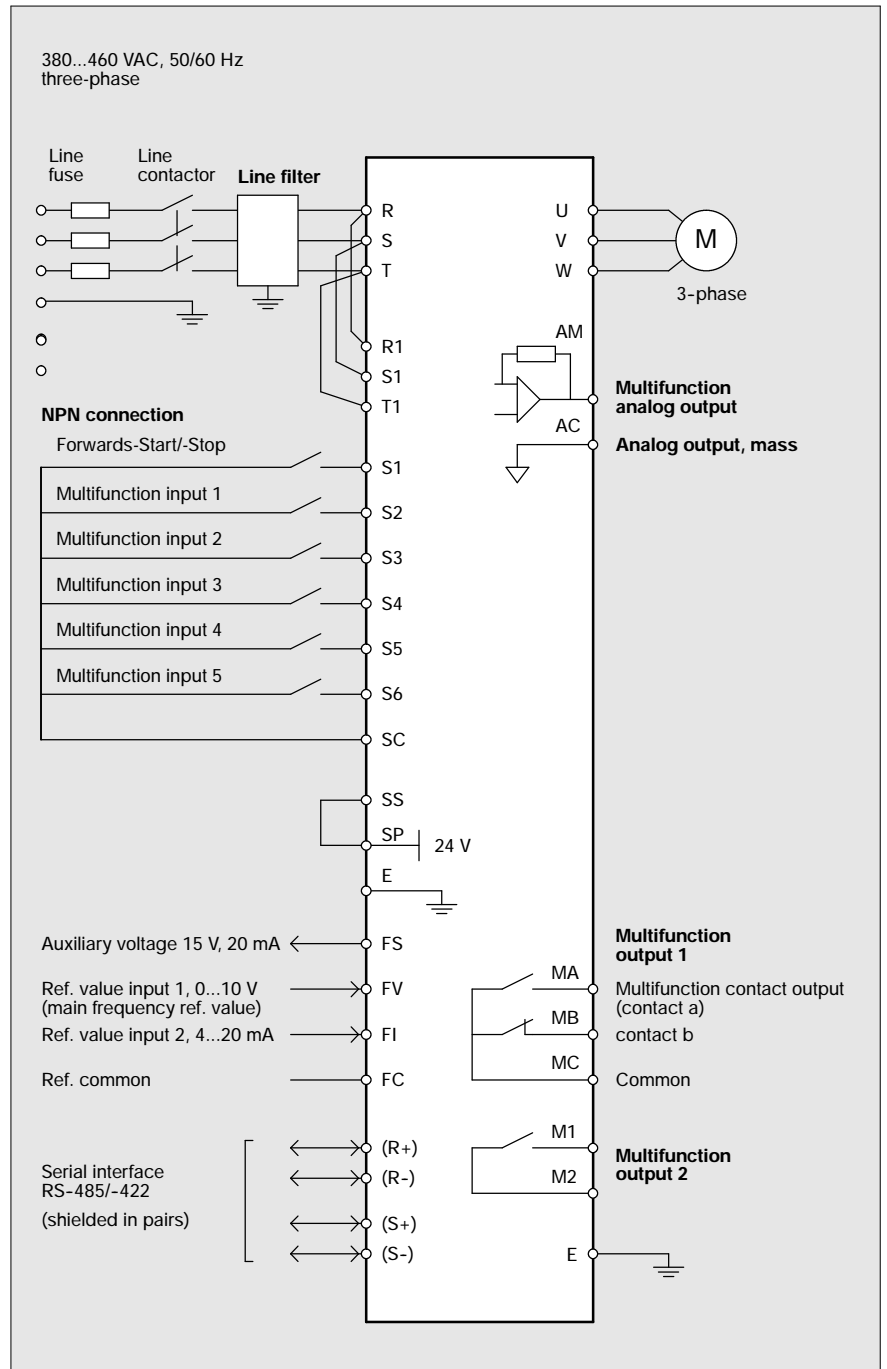 380...460 VAC, 50/60 Hz
three-phase
Line
fuse
Line
contactor
Line filter
R
S
T
R1
S1
T1
U
V
W
M
3-phase
AM
Multifunction
analog output
AC
Analog output, mass
NPN connection
Forwards-Start/-Stop
S1
Multifunction input 1
S2
Multifunction input 2
S3
Multifunction input 3
S4
Multifunction input 4
S5
Multifunction input 5
S6
SC
SS
SP
24 V
E
Auxiliary voltage 15 V, 20 mA
FS
Ref. value input 1, 0...10 V
(main frequency ref. value)
FV
Ref. value input 2, 4...20 mA
FI
Ref. common
FC
Serial interface
RS-485/-422
(shielded in pairs)
(R+)
(R-)
(S+)
(S-)
Multifunction
output 1
MA
Multifunction contact output
(contact a)
MB
contact b
MC
Common
M1
M2
Multifunction
output 2
E